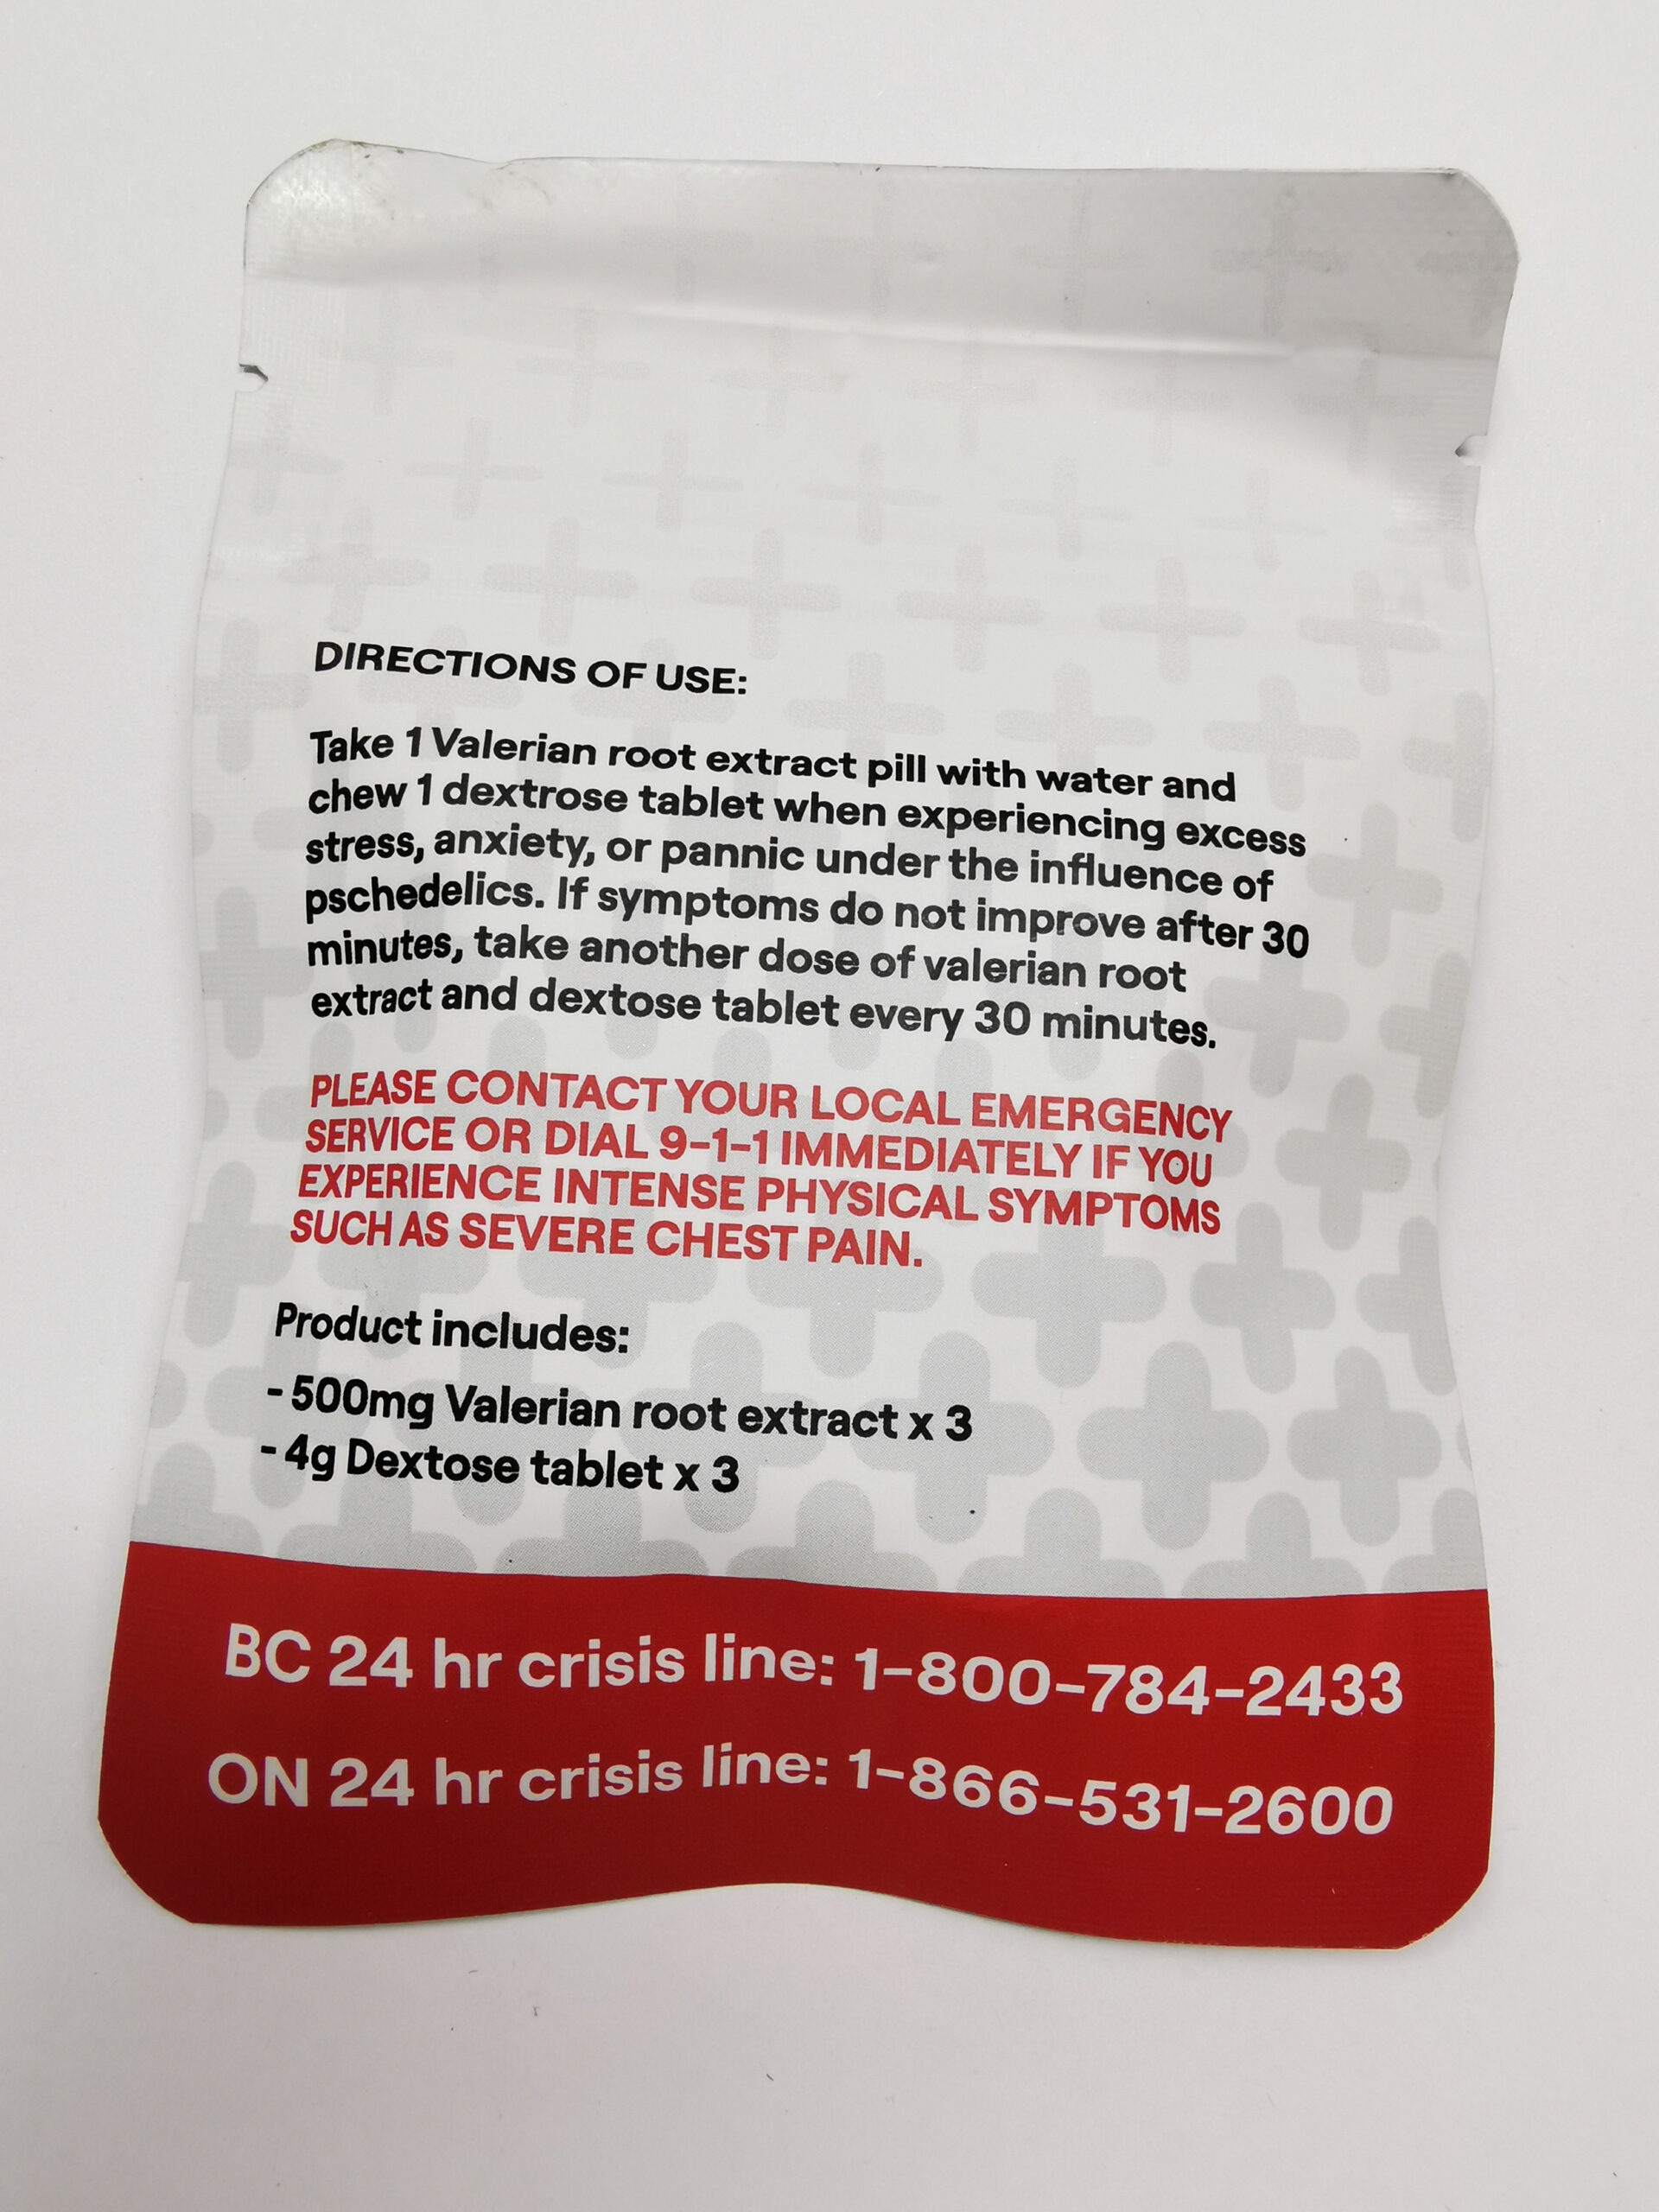 DIRECTIONS OF USE:
Take 1 Valerian root extract pill with water and
chew 1 dextrose tablet when experiencing excess
stress, anxiety, or pannic under the influence of
pschedelics. If symptoms do not improve after 30
minutes, take another dose of valerian root
extract and dextose tablet every 30 minutes.
PLEASE CONTACT YOUR LOCAL EMERGENCY
SERVICE OR DIAL 9-1-1 IMMEDIATELY IF YOU
EXPERIENCE INTENSE PHYSICAL SYMPTOMS
SUCH AS SEVERE CHEST PAIN.
Product includes:
- 500mg Valerian root extract x 3
- 4g Dextose tablet x 3
BC 24 hr crisis line: 1-800-784-2433
ON 24 hr crisis line: 1-866-531-2600